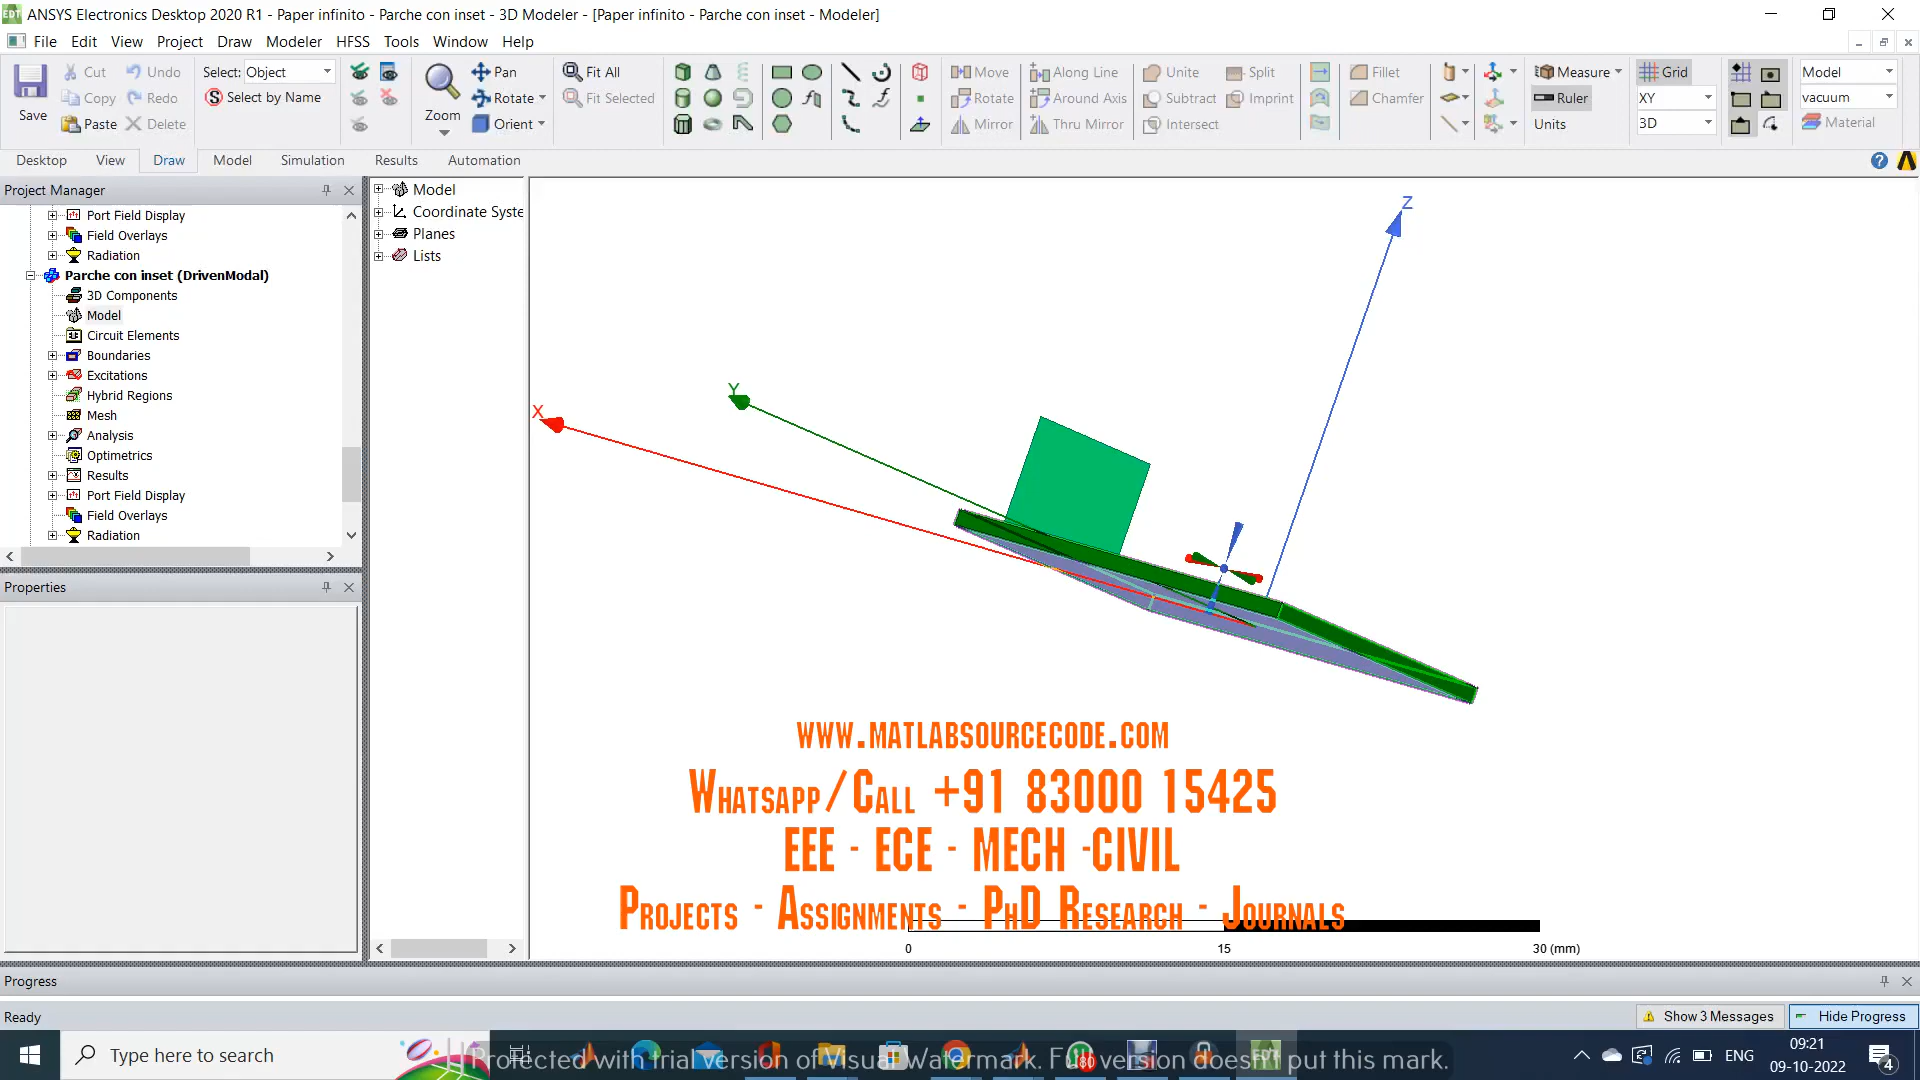 ANSYS Electronics Desktop 2020 R1 - Paper infinito - Parche con inset - 3D Modeler - [Paper infinito - Parche con inset - Modeler]
File Edit View Project Draw Modeler HFSS Tools Window Help
Save
Cut
Copy
Paste
Undo
Redo
Delete
Select: Object
Select by Name
Zoom
Pan
Rotate
Orient
Fit All
Fit Selected
Move
Rotate
Mirror
Along Line
Around Axis
Thru Mirror
Unite
Subtract
Intersect
Split
Imprint
Fillet
Chamfer
Measure
Ruler
Units
Grid
XY
3D
Model
vacuum
Material
Desktop View Draw Model Simulation Results Automation
Project Manager
Port Field Display
Field Overlays
Radiation
Parche con inset (DrivenModal)
3D Components
Model
Circuit Elements
Boundaries
Excitations
Hybrid Regions
Mesh
Analysis
Optimetrics
Results
Port Field Display
Field Overlays
Radiation
Properties
Model
Coordinate Syste
Planes
Lists
Z
Y
X
www.matlabsourcecode.com
Whatsapp/Call +91 83000 15425
EEE - ECE - MECH -CIVIL
Projects - Assignments - PhD Research - Journals
0 15 30 (mm)
Progress
Ready
Show 3 Messages
Hide Progress
Type here to search
Protected with trial version of Visual Watermark. Full version doesn't put this mark.
80
ENG
09:21
09-10-2022
4